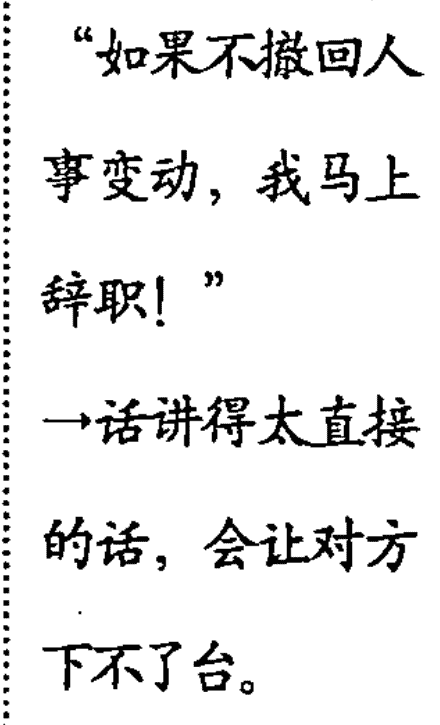 “如果不撤回人
事变动，我马上
辞职！”
→话讲得太直接
的话，会让对方
下不了台。